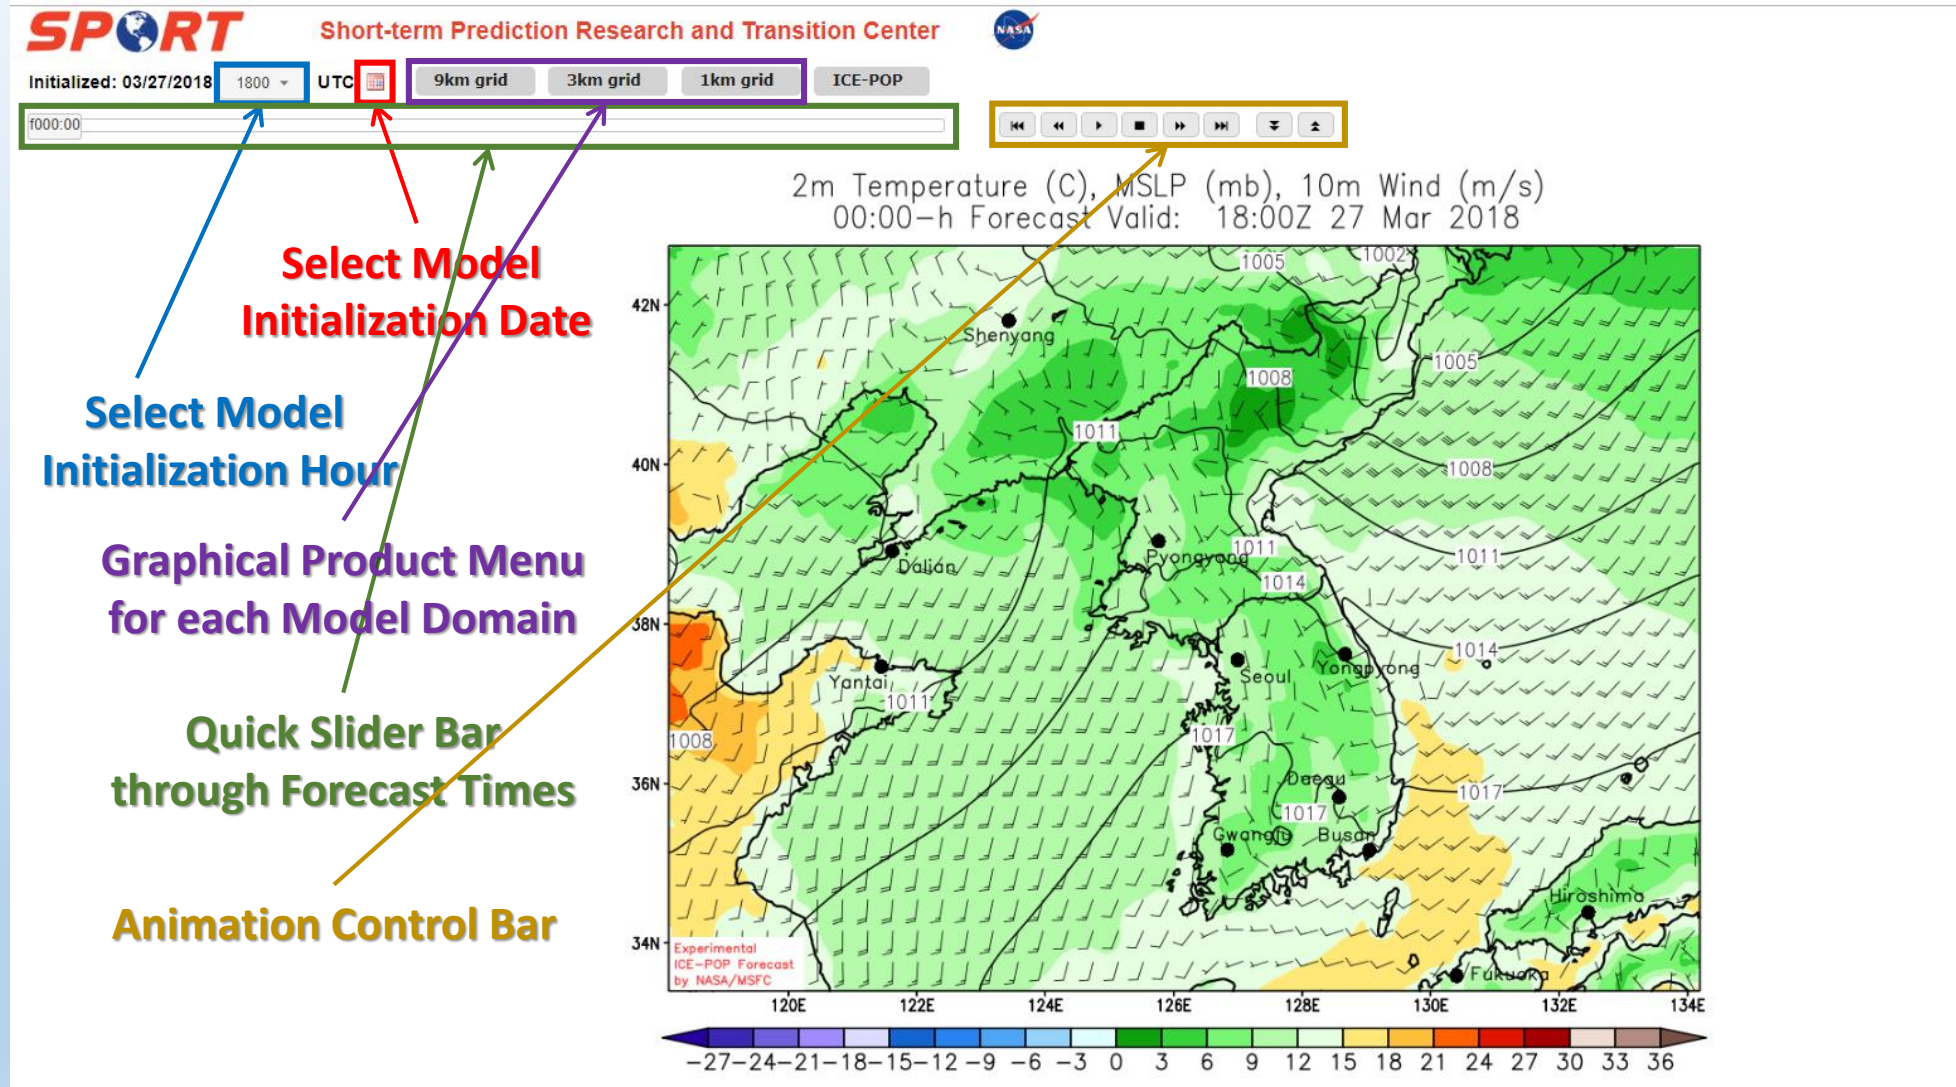 SPORT
Short-term Prediction Research and Transition Center
NASA
Initialized: 03/27/2018 1800 UTC
9km grid 3km grid 1km grid ICE-POP
f000:00
2m Temperature (C), MSLP (mb), 10m Wind (m/s)
00:00-h Forecast Valid: 18:00Z 27 Mar 2018
Select Model
Initialization Date
Select Model
Initialization Hour
Graphical Product Menu
for each Model Domain
Quick Slider Bar
through Forecast Times
Animation Control Bar
1005 1002
42N
Shenyang
1005
1008
1011
40N
1008
Dalian
Pyongyang
1011
1011
1014
38N
1014
Seoul
Yongpyong
Yantai
1011
1008
1017
36N
Daegu
1017
1017
Gwangju Busan
Hiroshima
34N
Experimental
ICE-POP Forecast
by NASA/MSFC
Fukuoka
120E 122E 124E 126E 128E 130E 132E 134E
-27 -24 -21 -18 -15 -12 -9 -6 -3 0 3 6 9 12 15 18 21 24 27 30 33 36